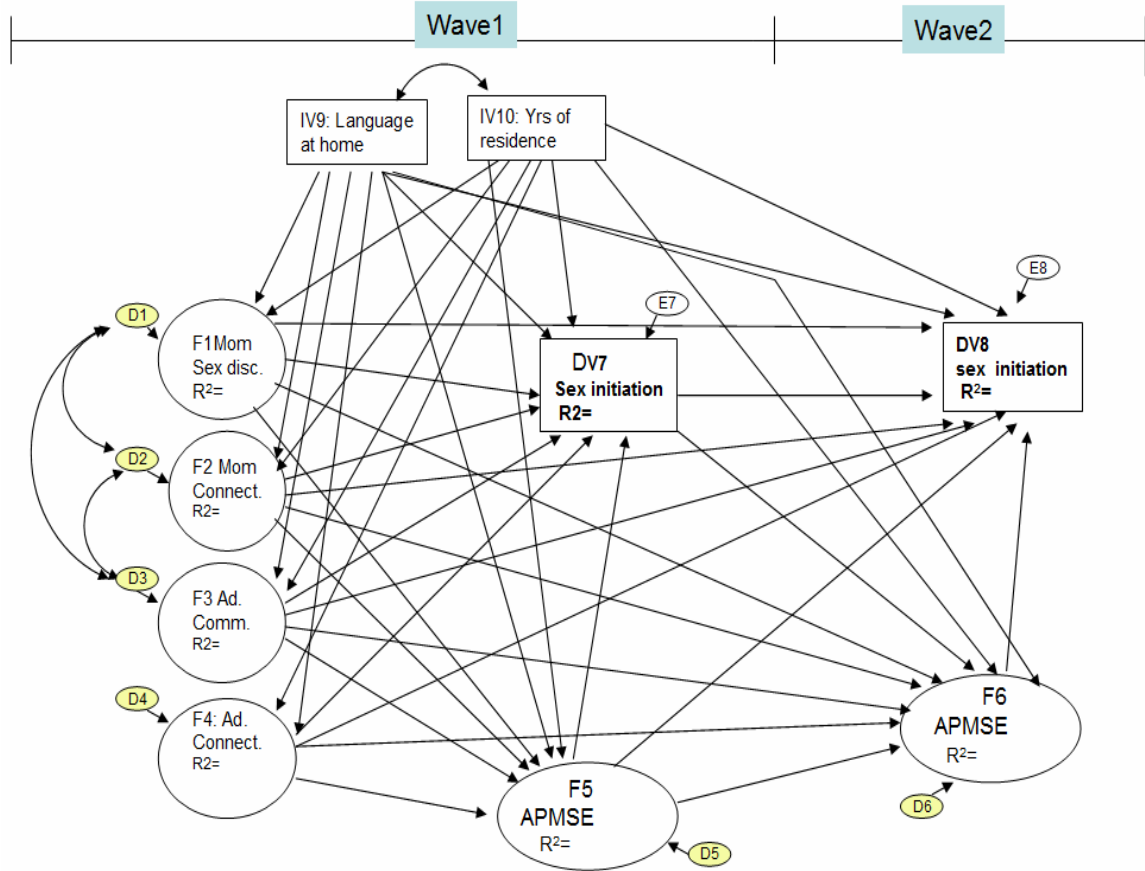 Wave1
Wave2
IV9: Language
at home
IV10: Yrs of
residence
E8
E7
D1
F1Mom
Sex disc.
R²=
DV7
Sex initiation
R2=
DV8
sex initiation
R²=
D2
F2 Mom
Connect.
R2=
D3
F3 Ad.
Comm.
R2=
D4
F4: Ad.
Connect.
R2=
F5
APMSE
R²=
D5
F6
APMSE
R²=
D6